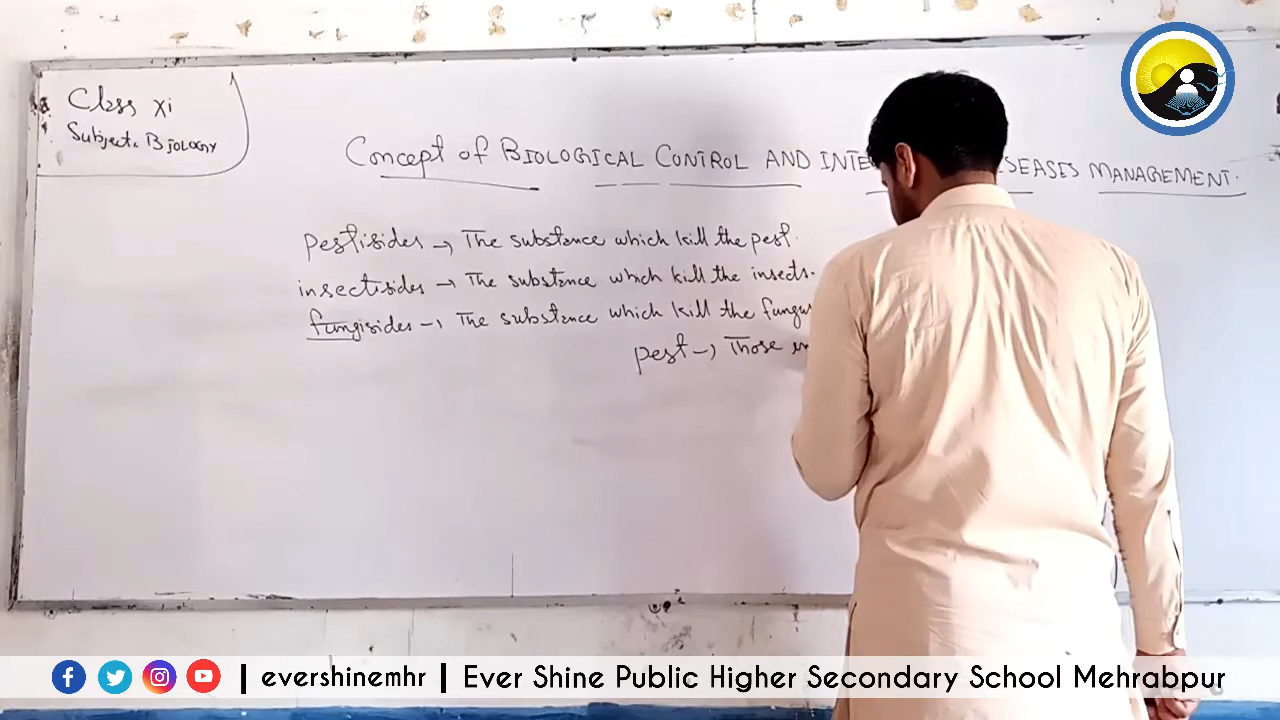 Class xi
Subject. BIOLOGY
Concept of BIOLOGICAL CONTROL AND INTE SEASES MANAGEMENT.
pestisides → The substance which kill the pest.
insectisides → The substance which kill the insects.
fungisides → The substance which kill the fungus
pest → Those
| evershinemhr | Ever Shine Public Higher Secondary School Mehrabpur